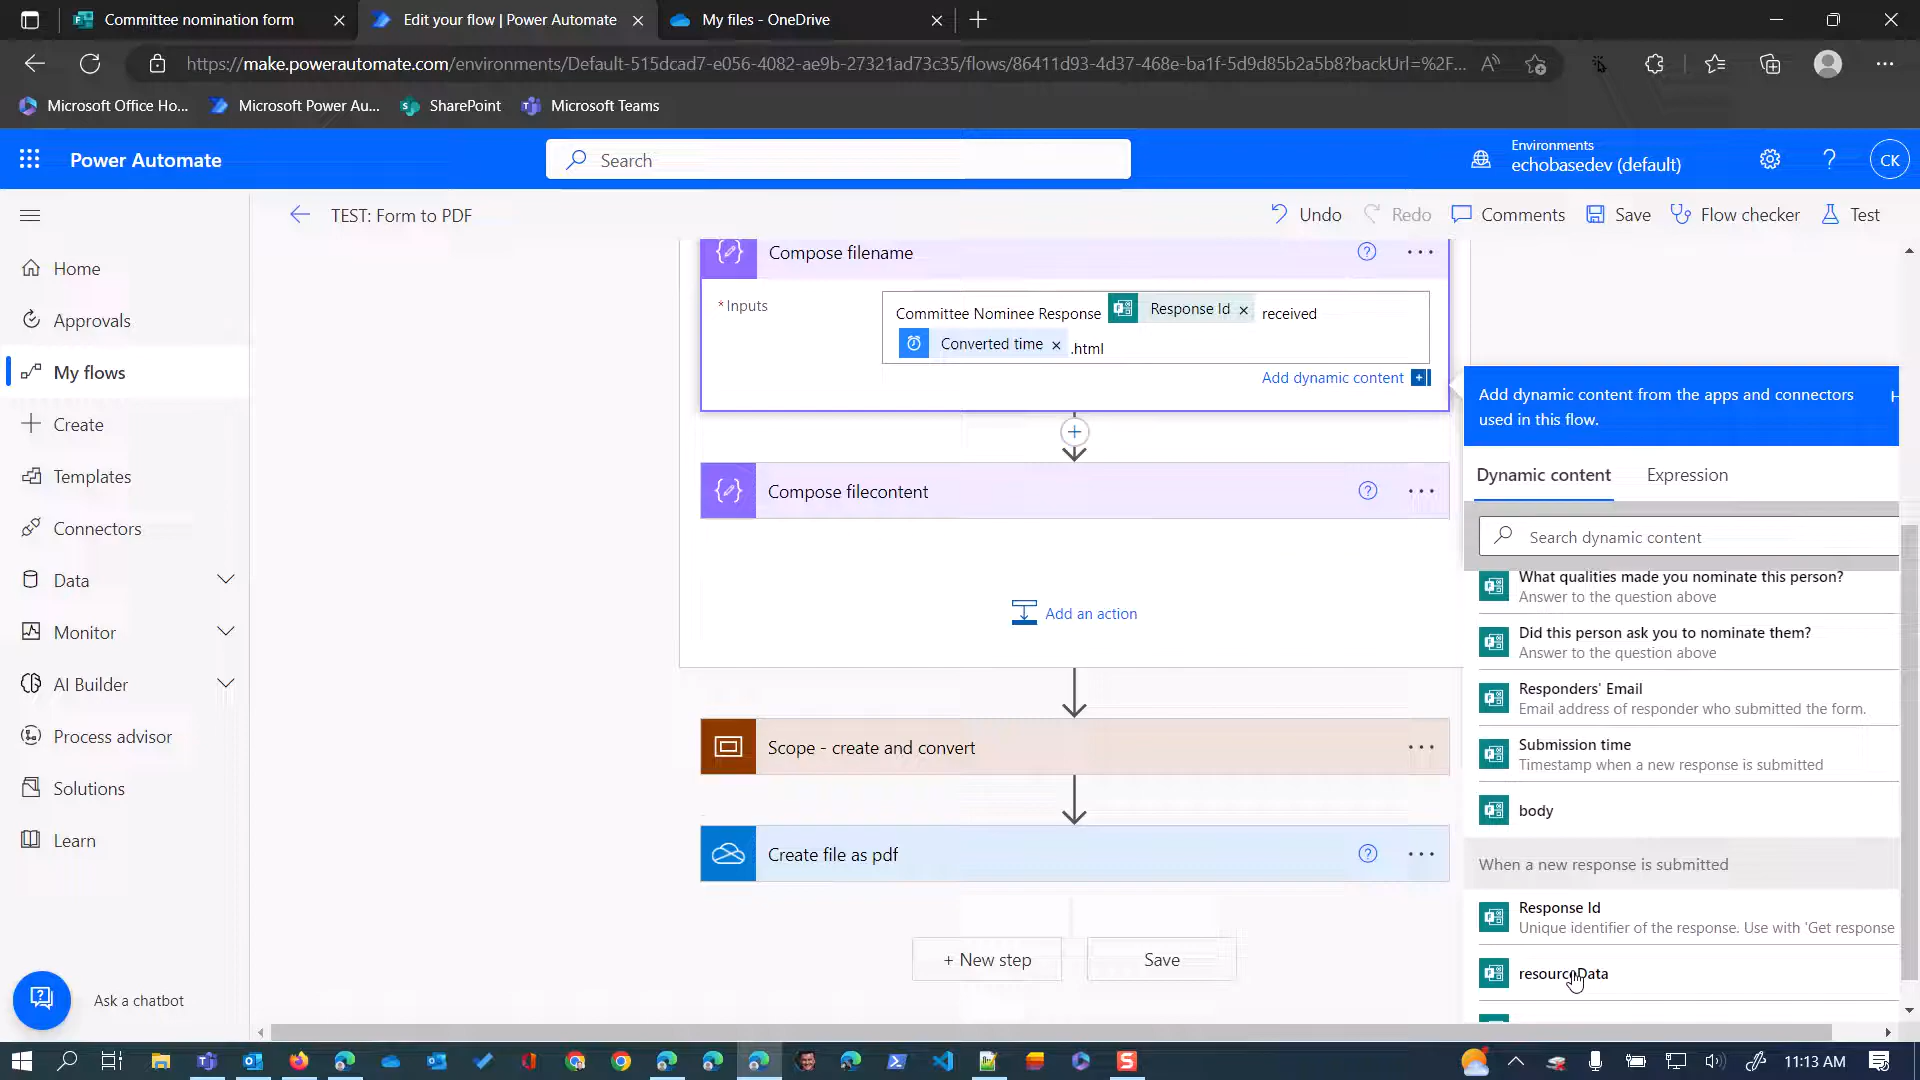 Committee nomination form
Edit your flow | Power Automate
My files - OneDrive
https://make.powerautomate.com/environments/Default-515dcad7-e056-4082-ae9b-27321ad73c35/flows/86411d93-4d37-468e-ba1f-5d9d85b2a5b8?backUrl=%2F...
Microsoft Office Ho...
Microsoft Power Au...
SharePoint
Microsoft Teams
Power Automate
Search
Environments
echobasedev (default)
CK
TEST: Form to PDF
Undo
Redo
Comments
Save
Flow checker
Test
Home
Approvals
My flows
Create
Templates
Connectors
Data
Monitor
AI Builder
Process advisor
Solutions
Learn
Ask a chatbot
Compose filename
* Inputs
Committee Nominee Response Response Id × received
Converted time × .html
Add dynamic content
Compose filecontent
Add an action
Scope - create and convert
Create file as pdf
+ New step
Save
Add dynamic content from the apps and connectors
used in this flow.
Dynamic content
Expression
Search dynamic content
What qualities made you nominate this person?
Answer to the question above
Did this person ask you to nominate them?
Answer to the question above
Responders' Email
Email address of responder who submitted the form.
Submission time
Timestamp when a new response is submitted
body
When a new response is submitted
Response Id
Unique identifier of the response. Use with 'Get response
resourceData
11:13 AM